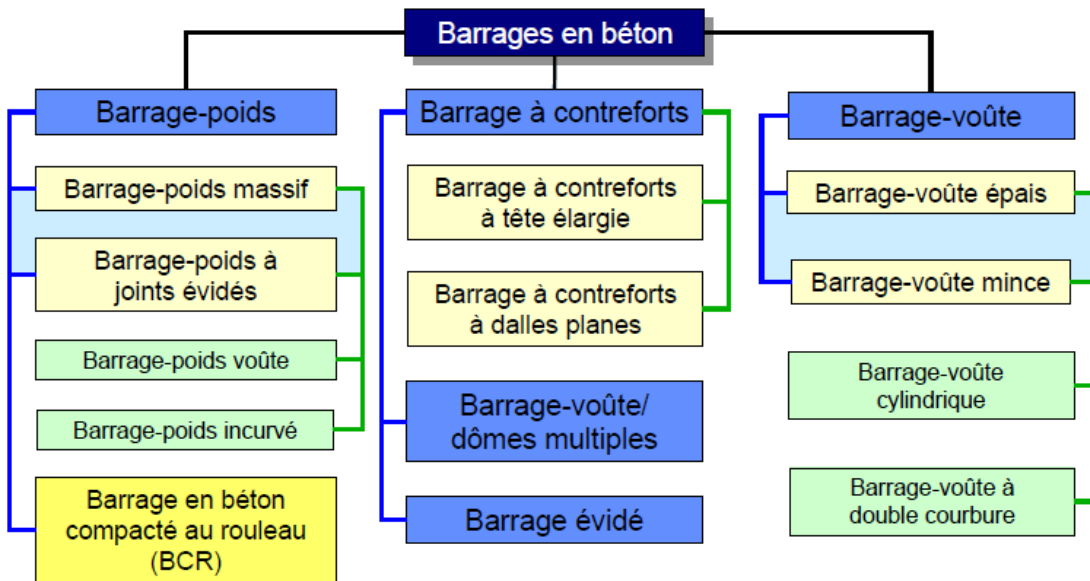 Barrages en béton
Barrage-poids
Barrage-poids massif
Barrage-poids à
joints évidés
Barrage-poids voûte
Barrage-poids incurvé
Barrage en béton
compacté au rouleau
(BCR)
Barrage à contreforts
Barrage à contreforts
à tête élargie
Barrage à contreforts
à dalles planes
Barrage-voûte/
dômes multiples
Barrage évidé
Barrage-voûte
Barrage-voûte épais
Barrage-voûte mince
Barrage-voûte
cylindrique
Barrage-voûte à
double courbure